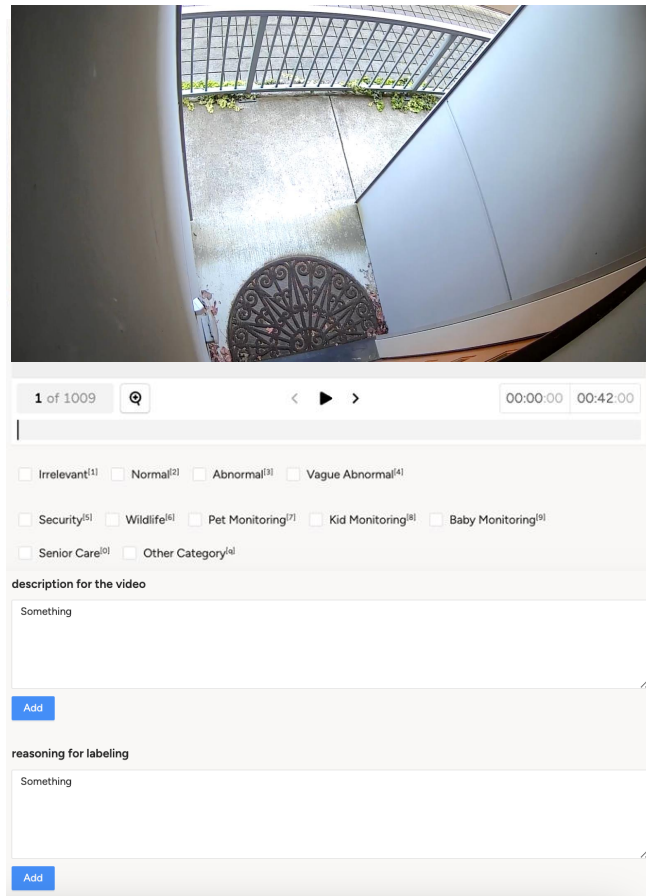 1 of 1009 00:00:00 00:42:00
Irrelevant[1] Normal[2] Abnormal[3] Vague Abnormal[4]
Security[5] Wildlife[6] Pet Monitoring[7] Kid Monitoring[8] Baby Monitoring[9]
Senior Care[0] Other Category[q]
description for the video
Something
Add
reasoning for labeling
Something
Add